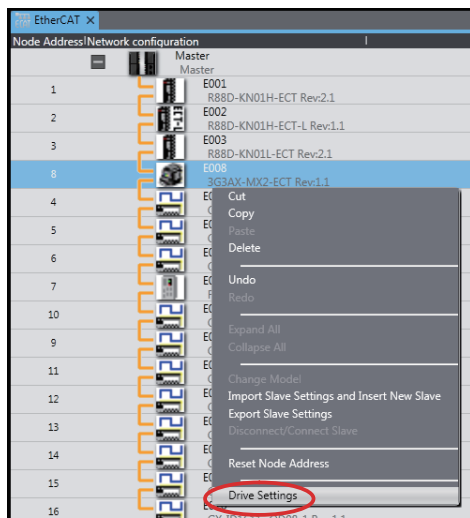 EtherCAT
Node Address Network configuration
Master
Master
1
E001
R88D-KN01H-ECT Rev:2.1
2
E002
R88D-KN01H-ECT-L Rev:1.1
3
E003
R88D-KN01L-ECT Rev:2.1
8
E008
3G3AX-MX2-ECT Rev:1.1
4
5
6
7
10
9
11
12
13
14
15
16
Cut
Copy
Paste
Delete
Undo
Redo
Expand All
Collapse All
Change Model
Import Slave Settings and Insert New Slave
Export Slave Settings
Disconnect/Connect Slave
Reset Node Address
Drive Settings